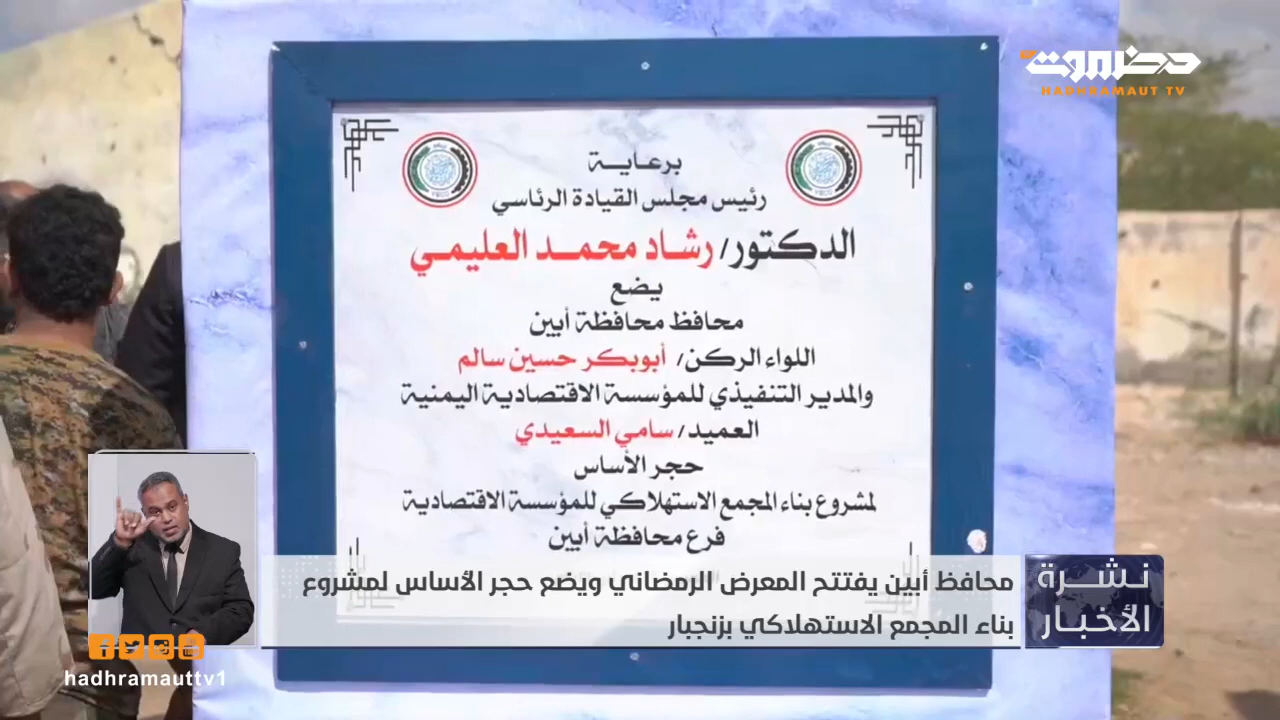 حضرموت
HADHRAMAUT TV
برعاية
رئيس مجلس القيادة الرئاسي
الدكتور/ رشاد محمد العليمي
يضع
محافظ محافظة أبين
اللواء الركن/ أبوبكر حسين سالم
والمدير التنفيذي للمؤسسة الاقتصادية اليمنية
العميد/ سامي السعيدي
حجر الأساس
لمشروع بناء المجمع الاستهلاكي للمؤسسة الاقتصادية
فرع محافظة أبين
نشرة
الأخبار
محافظ أبين يفتتح المعرض الرمضاني ويضع حجر الأساس لمشروع
بناء المجمع الاستهلاكي بزنجبار
hadhramauttv1